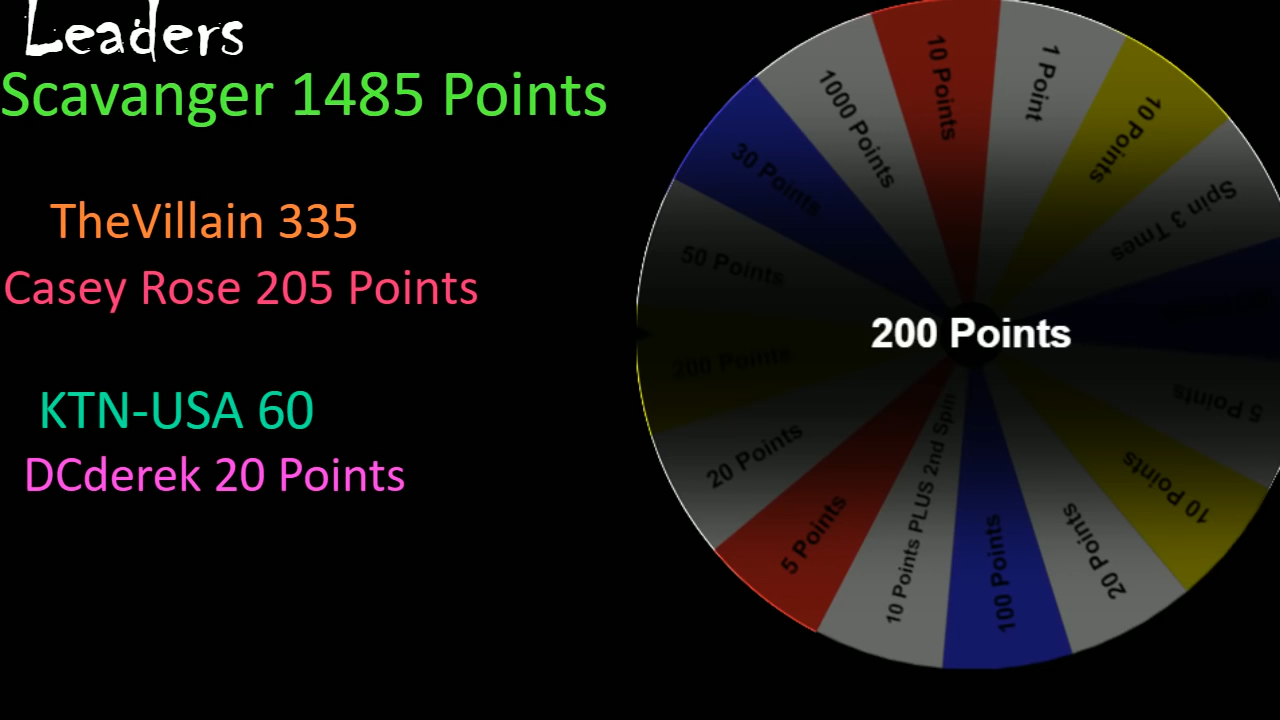 Leaders
Scavanger 1485 Points
TheVillain 335
Casey Rose 205 Points
KTN-USA 60
DCderek 20 Points
200 Points
10 Points
1 Point
10 Points
Spin 3 Tmes
5 Points
10 Points
20 Points
100 Points
10 Points PLUS 2nd Spin
5 Points
20 Points
200 Points
50 Points
30 Points
1000 Points